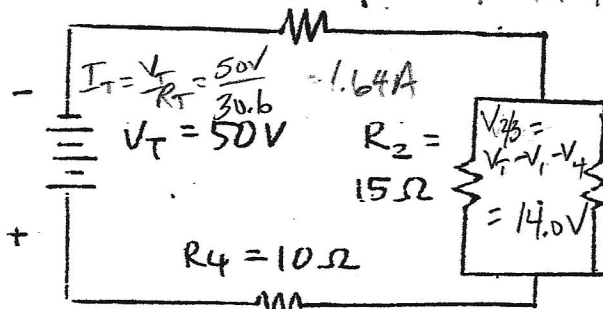 -
I_T = V_T/R_T = 50V/30.6 -1.64A
V_T = 50V
R_2 = 15Ω
V_2/3 =
V_T - V_1 - V_4
= 14.0V
+
R4 = 10Ω